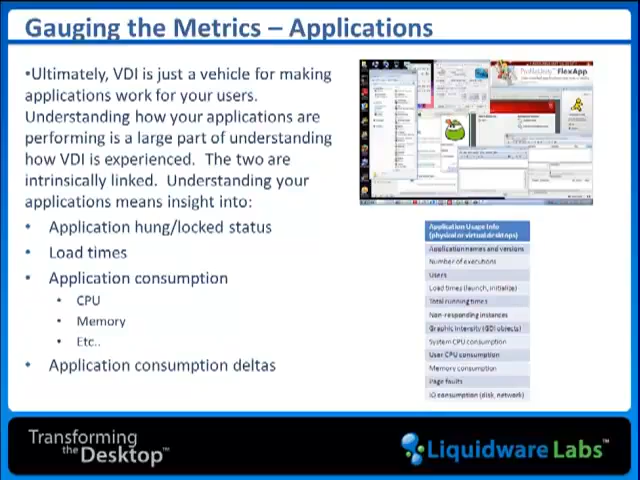 Gauging the Metrics – Applications
•Ultimately, VDI is just a vehicle for making
applications work for your users.
Understanding how your applications are
performing is a large part of understanding
how VDI is experienced. The two are
intrinsically linked. Understanding your
applications means insight into:
• Application hung/locked status
• Load times
• Application consumption
• CPU
• Memory
• Etc..
• Application consumption deltas
ProfileUnity FlexApp
Application Usage Info
(physical or virtual desktops)
Application names and versions
Number of executions
Users
Load times (launch, initialize)
Total running times
Non-responding instances
Graphic intensity (GDI objects)
System CPU consumption
User CPU consumption
Memory consumption
Page faults
IO consumption (disk, network)
Transforming
the Desktop™
Liquidware Labs™